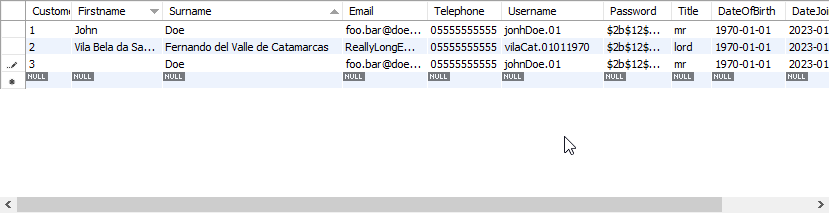 Custome Firstname Surname Email Telephone Username Password Title DateOfBirth DateJoi
1 John Doe foo.bar@doe... 05555555555 jonhDoe.01 $2b$12$... mr 1970-01-01 2023-01
2 Vila Bela da Sa... Fernando del Valle de Catamarcas ReallyLongE... 05555555555 vilaCat.01011970 $2b$12$... lord 1970-01-01 2023-01
3 Doe foo.bar@doe... 05555555555 johnDoe.01 $2b$12$... mr 1970-01-01 2023-01
NULL NULL NULL NULL NULL NULL NULL NULL NULL NULL